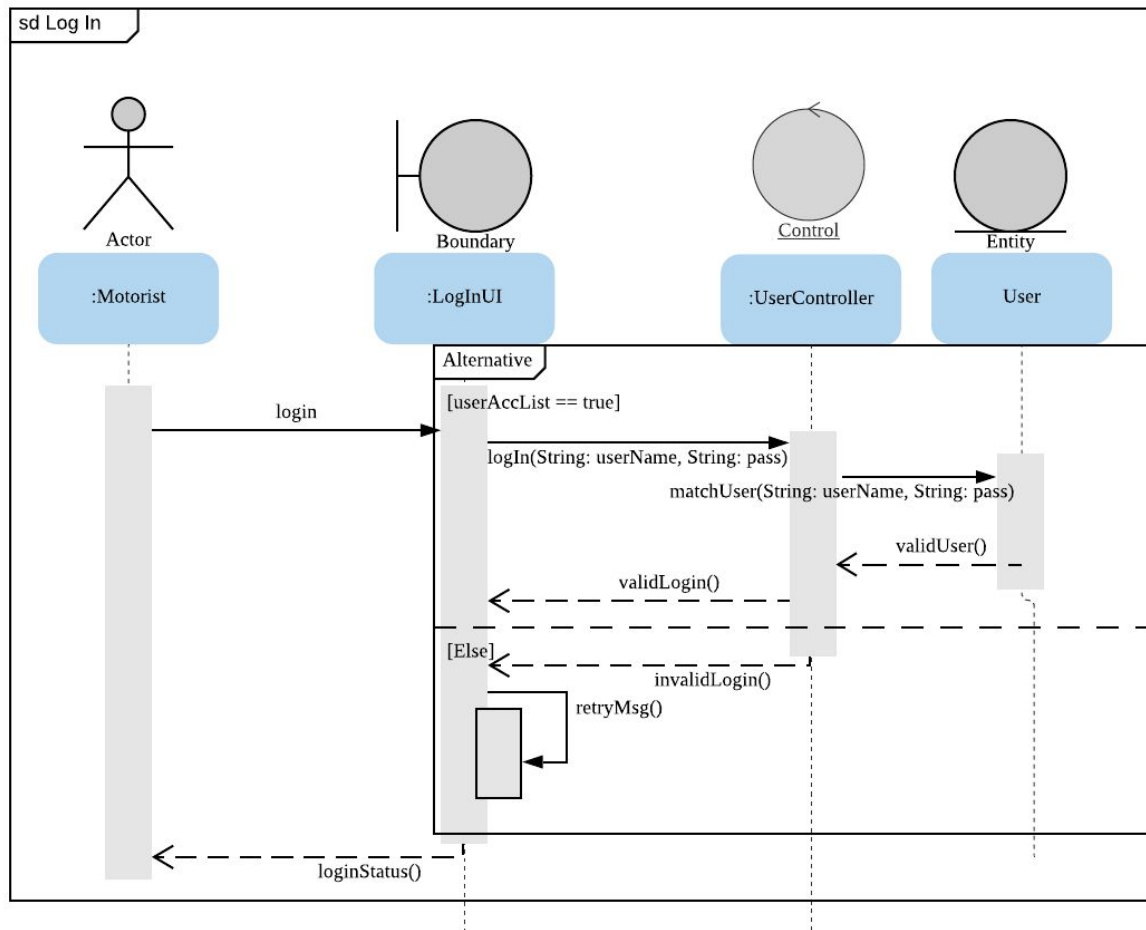 sd Log In
Actor
Boundary
Control
Entity
:Motorist
:LogInUI
:UserController
User
Alternative
[userAccList == true]
login
logIn(String: userName, String: pass)
matchUser(String: userName, String: pass)
validUser()
validLogin()
[Else]
invalidLogin()
retryMsg()
loginStatus()